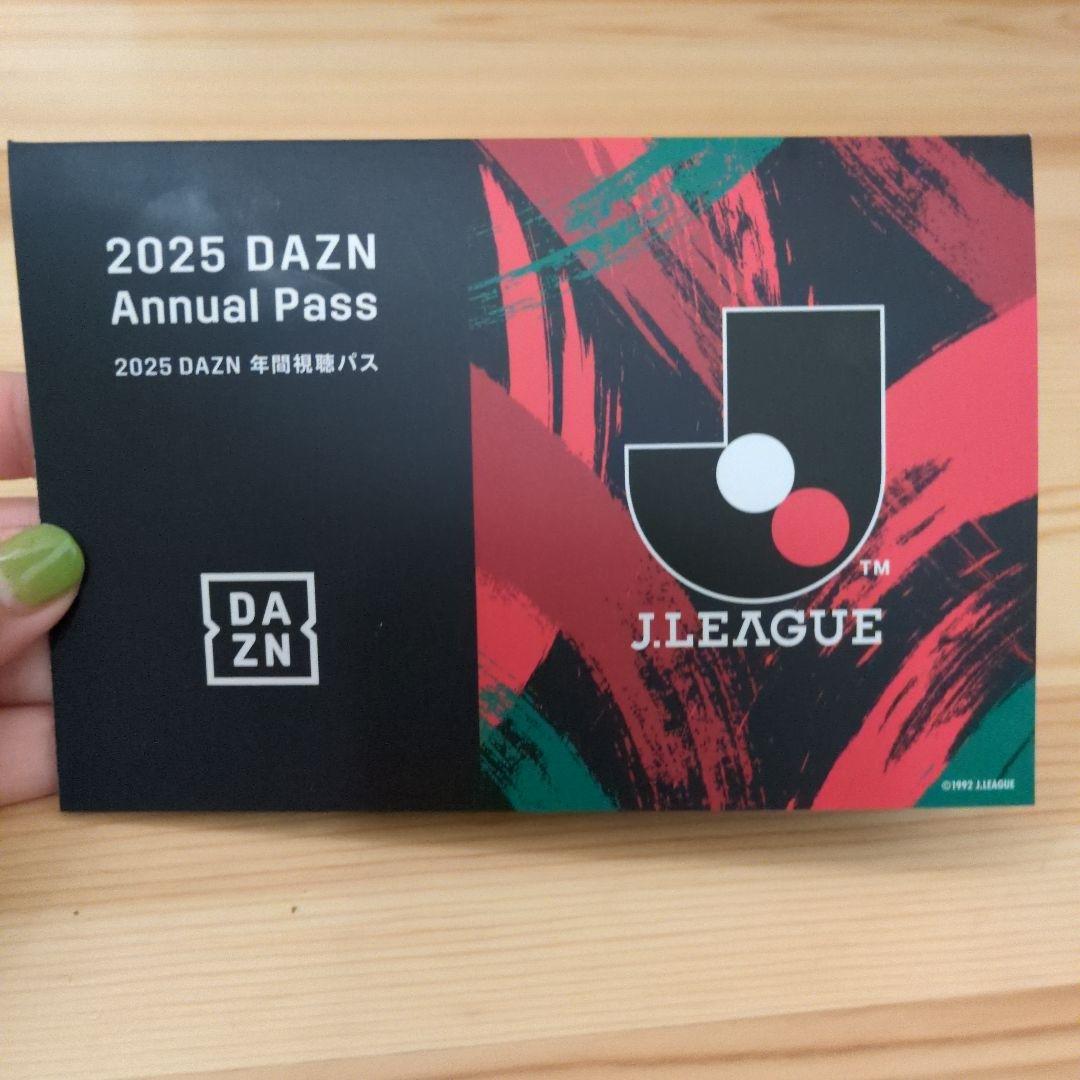 2025 DAZN
Annual Pass
2025 DAZN 年間視聴パス
DA
ZN
TM
J.LEAGUE
©1992 J.LEAGUE